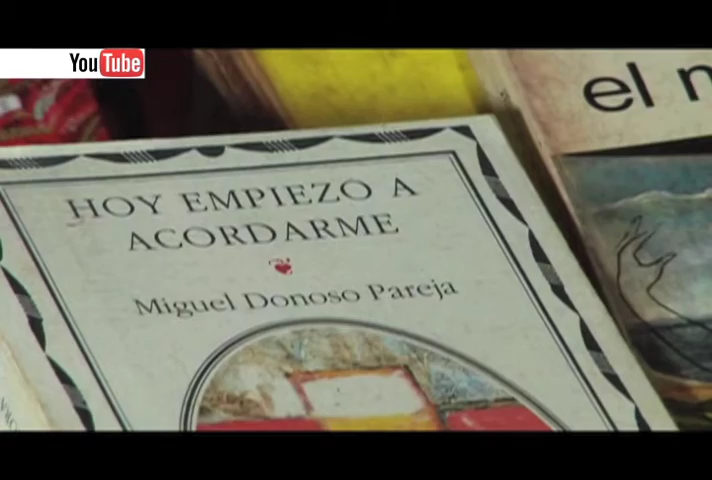 YouTube
el
HOY EMPIEZO A
ACORDARME
Miguel Donoso Pareja